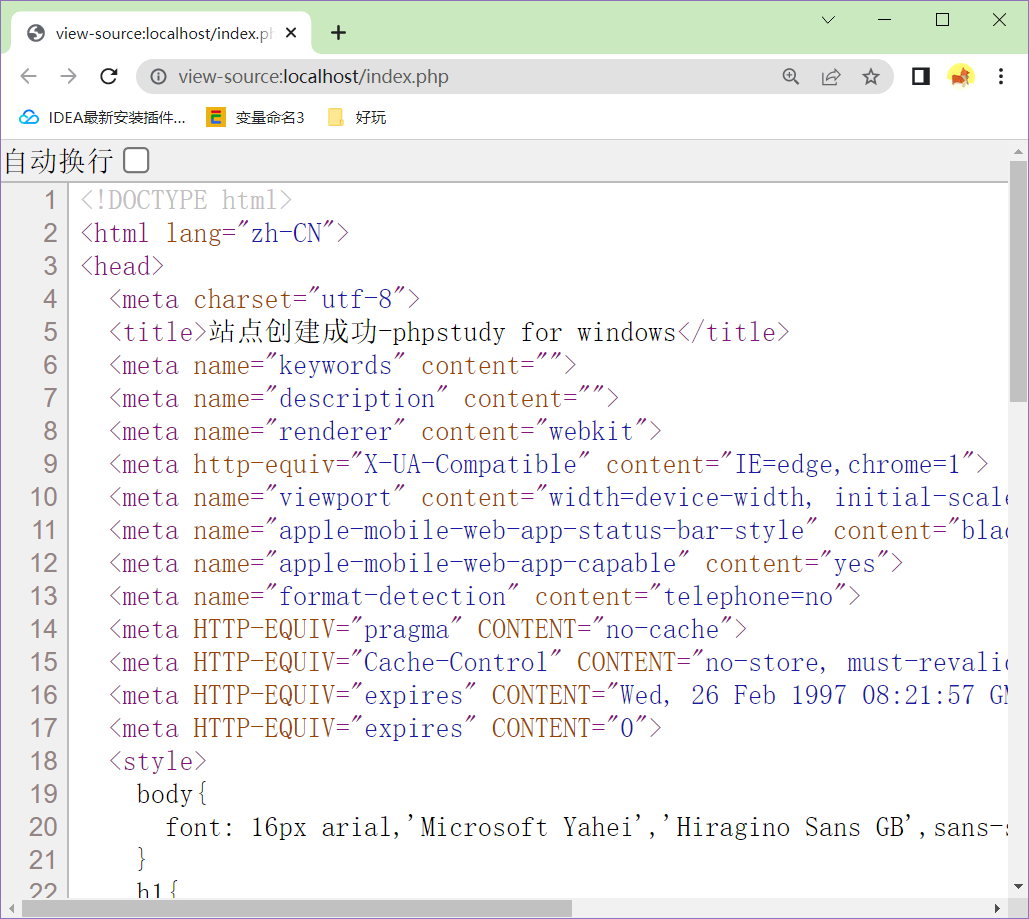 view-source:localhost/index.ph
view-source:localhost/index.php
IDEA最新安装插件... 变量命名3 好玩
自动换行
1 <!DOCTYPE html>
2 <html lang="zh-CN">
3 <head>
4 <meta charset="utf-8">
5 <title>站点创建成功-phpstudy for windows</title>
6 <meta name="keywords" content="">
7 <meta name="description" content="">
8 <meta name="renderer" content="webkit">
9 <meta http-equiv="X-UA-Compatible" content="IE=edge,chrome=1">
10 <meta name="viewport" content="width=device-width, initial-scale
11 <meta name="apple-mobile-web-app-status-bar-style" content="blac
12 <meta name="apple-mobile-web-app-capable" content="yes">
13 <meta name="format-detection" content="telephone=no">
14 <meta HTTP-EQUIV="pragma" CONTENT="no-cache">
15 <meta HTTP-EQUIV="Cache-Control" CONTENT="no-store, must-revalid
16 <meta HTTP-EQUIV="expires" CONTENT="Wed, 26 Feb 1997 08:21:57 GM
17 <meta HTTP-EQUIV="expires" CONTENT="0">
18 <style>
19 body{
20 font: 16px arial,'Microsoft Yahei','Hiragino Sans GB',sans-s
21 }
22 h1{